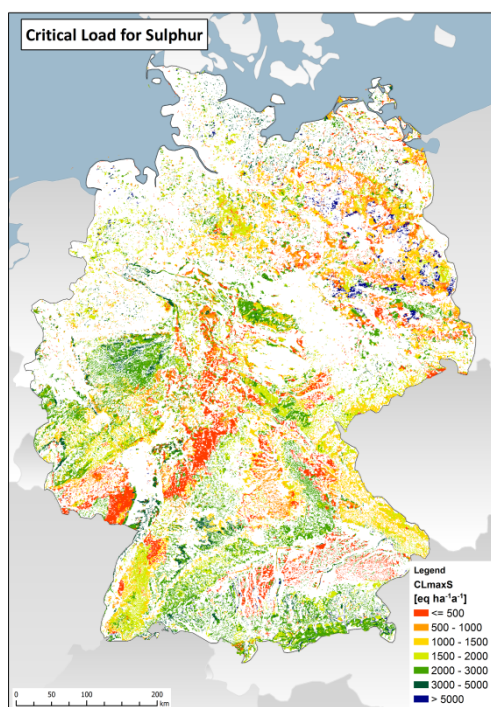 Critical Load for Sulphur
Legend
CLmaxS
[eq ha⁻¹a⁻¹]
<= 500
500 - 1000
1000 - 1500
1500 - 2000
2000 - 3000
3000 - 5000
> 5000
0 50 100 200
km